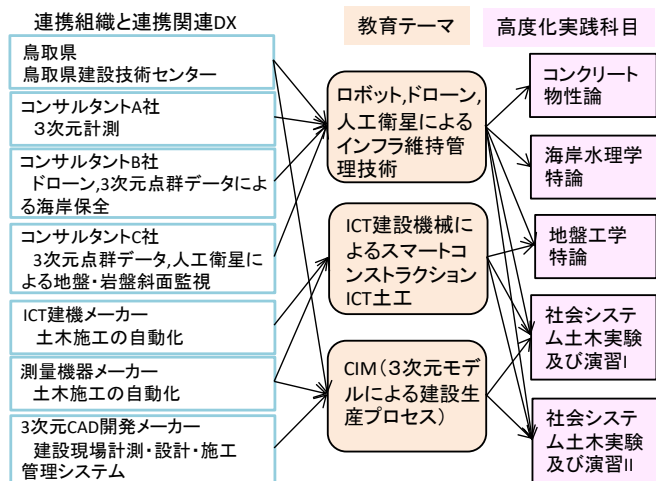 連携組織と連携関連DX
鳥取県
鳥取県建設技術センター
コンサルタントA社
3次元計測
コンサルタントB社
ドローン,3次元点群データによ
る海岸保全
コンサルタントC社
3次元点群データ,人工衛星に
よる地盤・岩盤斜面監視
ICT建機メーカー
土木施工の自動化
測量機器メーカー
土木施工の自動化
3次元CAD開発メーカー
建設現場計測・設計・施工
管理システム
教育テーマ
ロボット,ドローン,
人工衛星による
インフラ維持管
理技術
ICT建設機械に
よるスマートコ
ンストラクション
ICT土工
CIM(3次元モデ
ルによる建設生
産プロセス)
高度化実践科目
コンクリート
物性論
海岸水理学
特論
地盤工学
特論
社会システ
ム土木実験
及び演習I
社会システ
ム土木実験
及び演習II